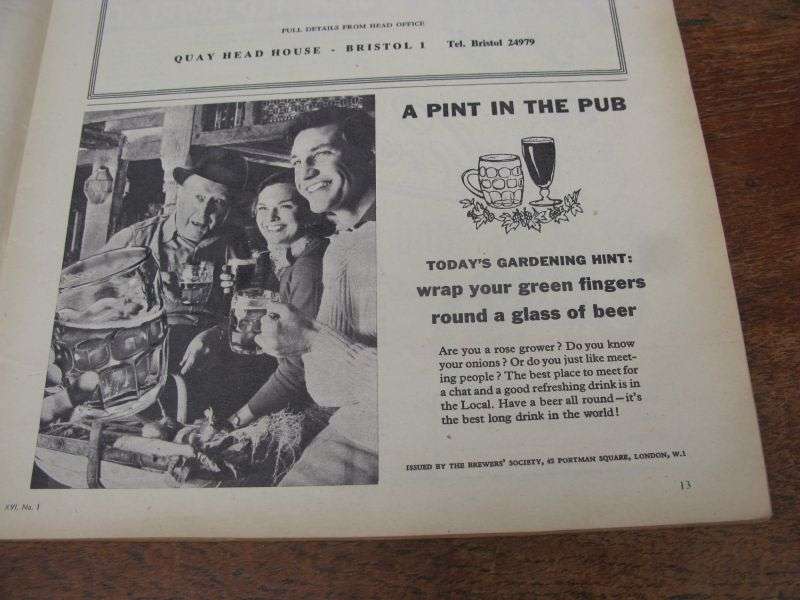 FULL DETAILS FROM HEAD OFFICE
QUAY HEAD HOUSE - BRISTOL 1 Tel. Bristol 24979
A PINT IN THE PUB
TODAY'S GARDENING HINT:
wrap your green fingers
round a glass of beer
Are you a rose grower? Do you know
your onions? Or do you just like meet-
ing people? The best place to meet for
a chat and a good refreshing drink is in
the Local. Have a beer all round—it's
the best long drink in the world!
ISSUED BY THE BREWERS' SOCIETY, 42 PORTMAN SQUARE, LONDON, W.1
13
XVI, No. 1